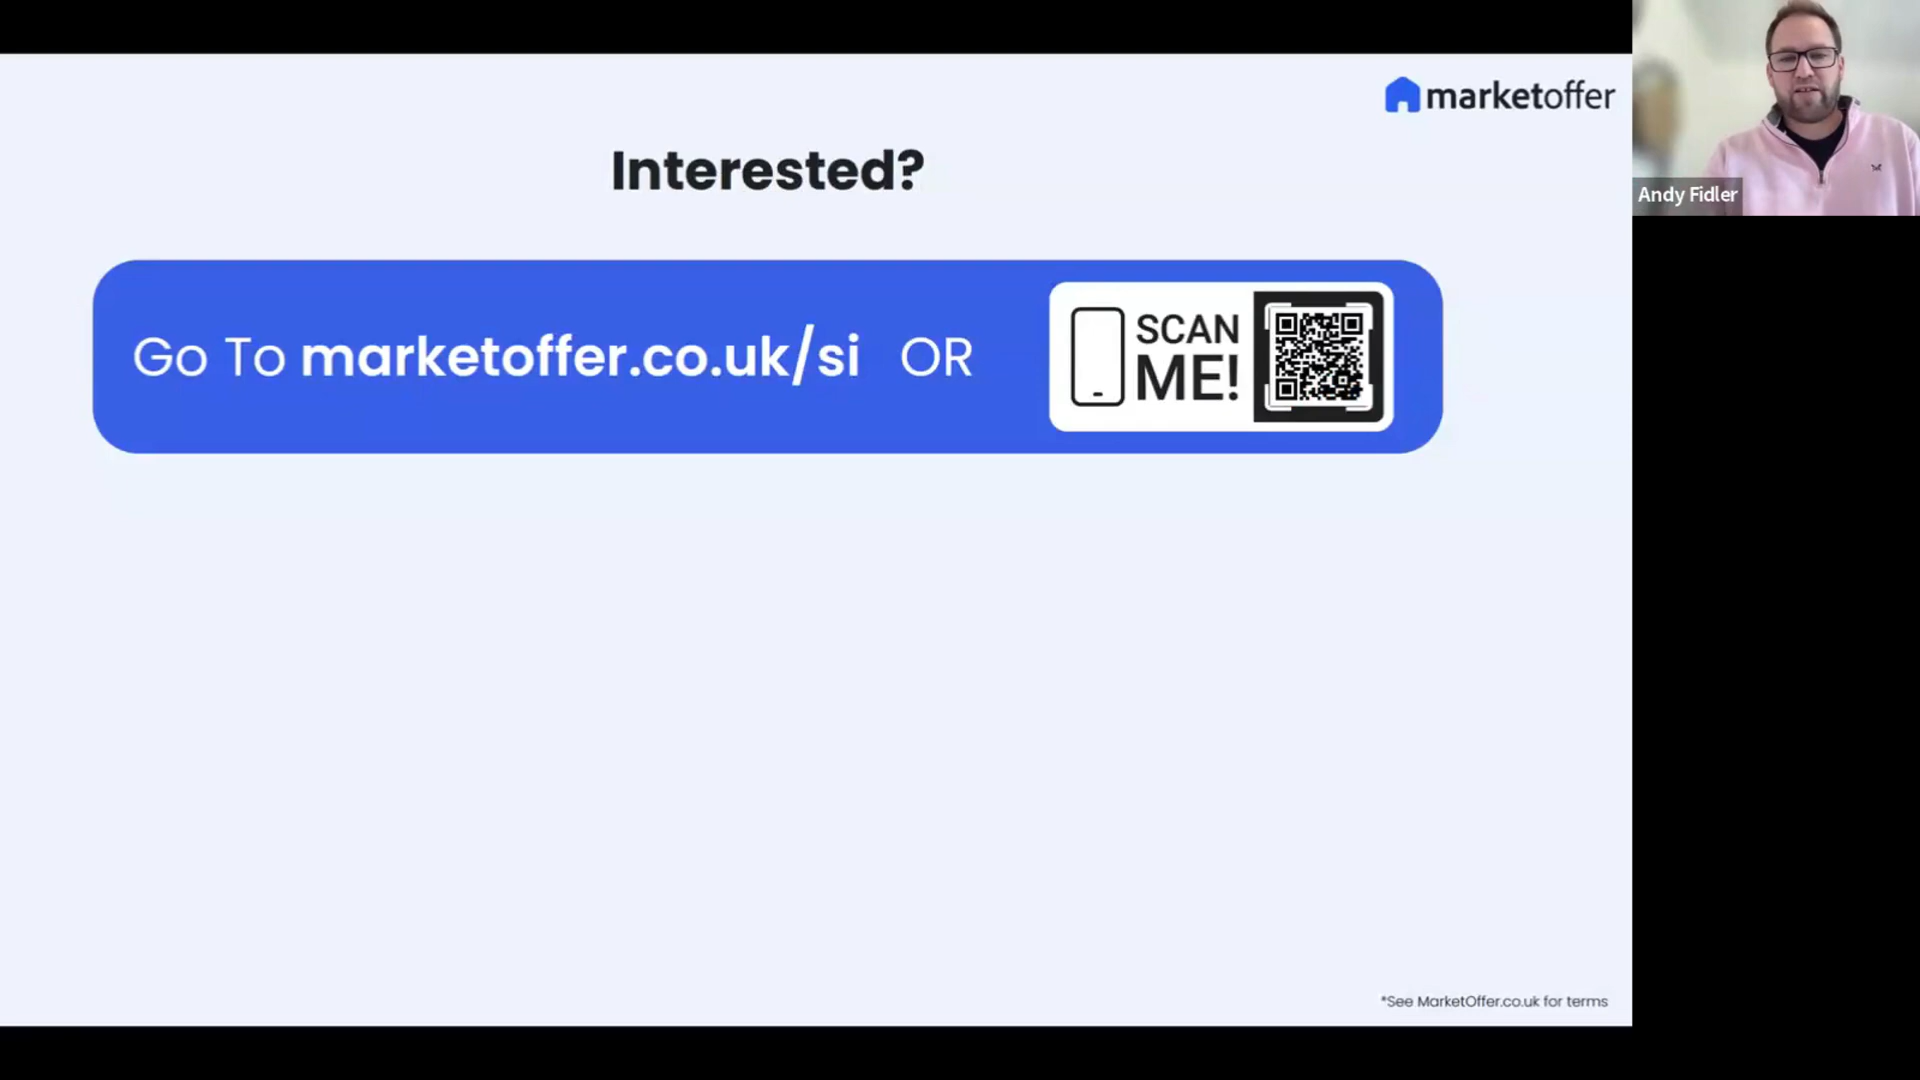 marketoffer
Interested?
Go To marketoffer.co.uk/si OR
SCAN
ME!
Andy Fidler
*See MarketOffer.co.uk for terms